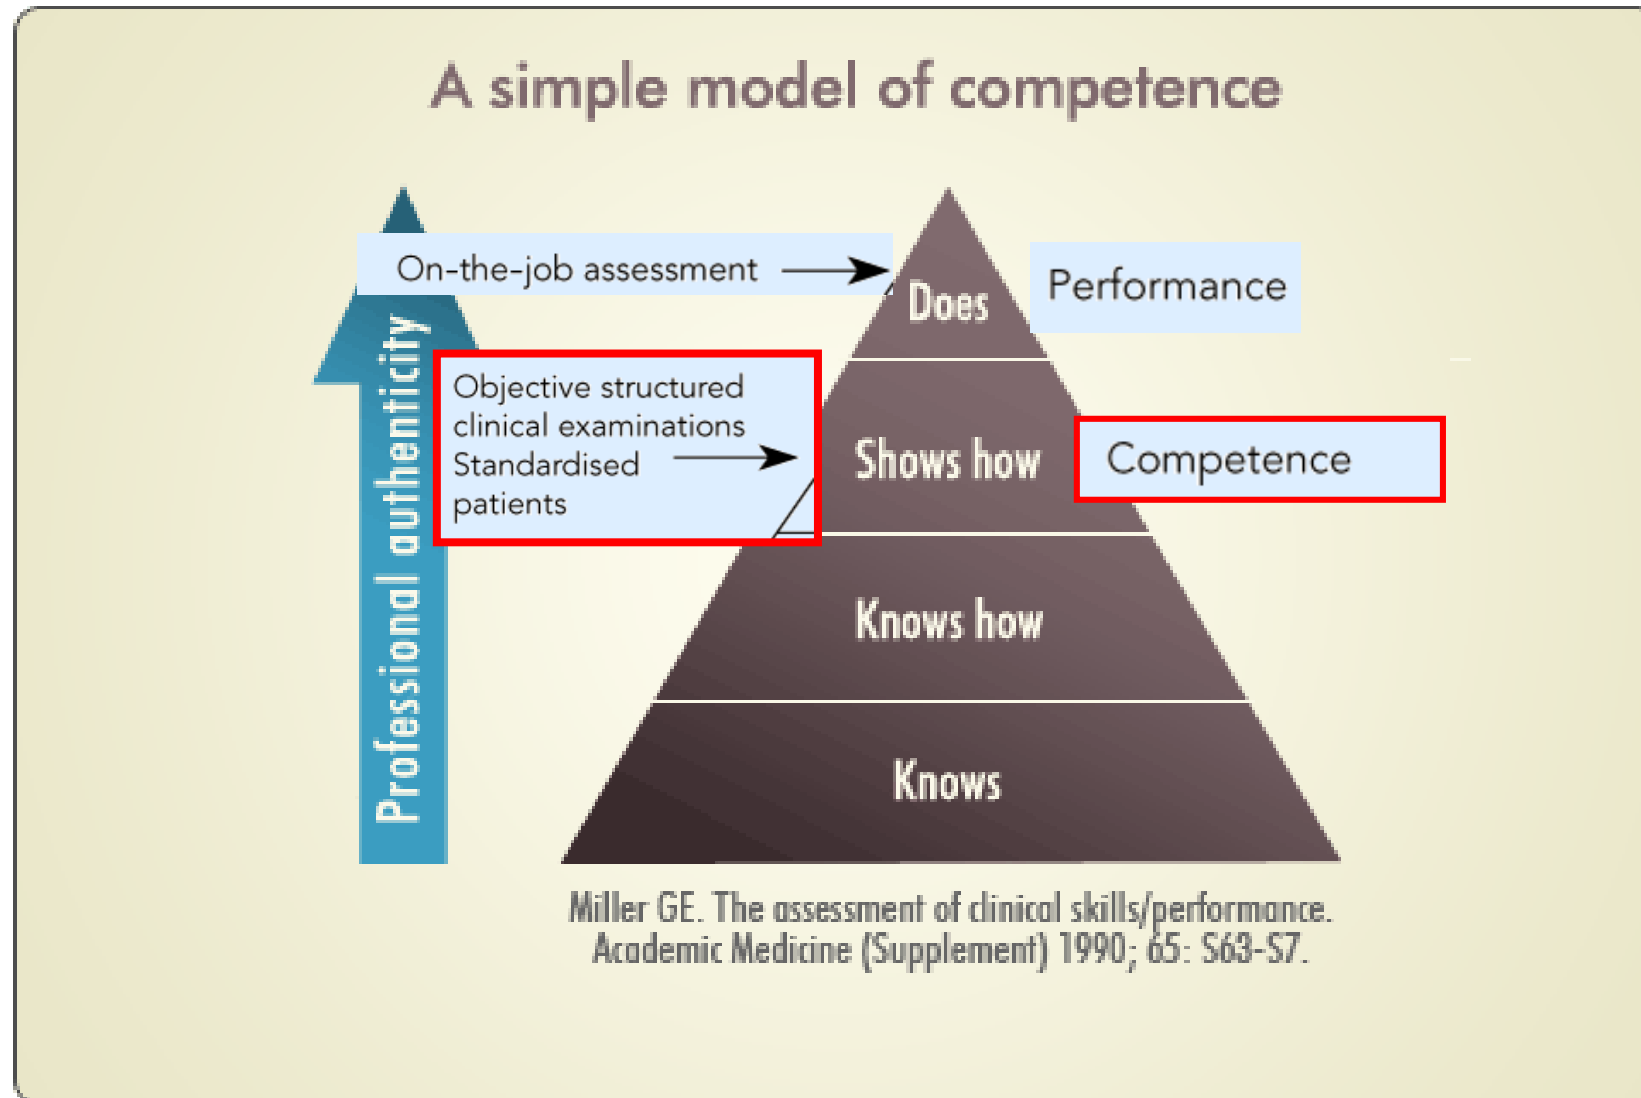 A simple model of competence
On-the-job assessment
Does
Performance
Professional authenticity
Objective structured
clinical examinations
Standardised
patients
Shows how
Competence
Knows how
Knows
Miller GE. The assessment of clinical skills/performance.
Academic Medicine (Supplement) 1990; 65: S63-S7.